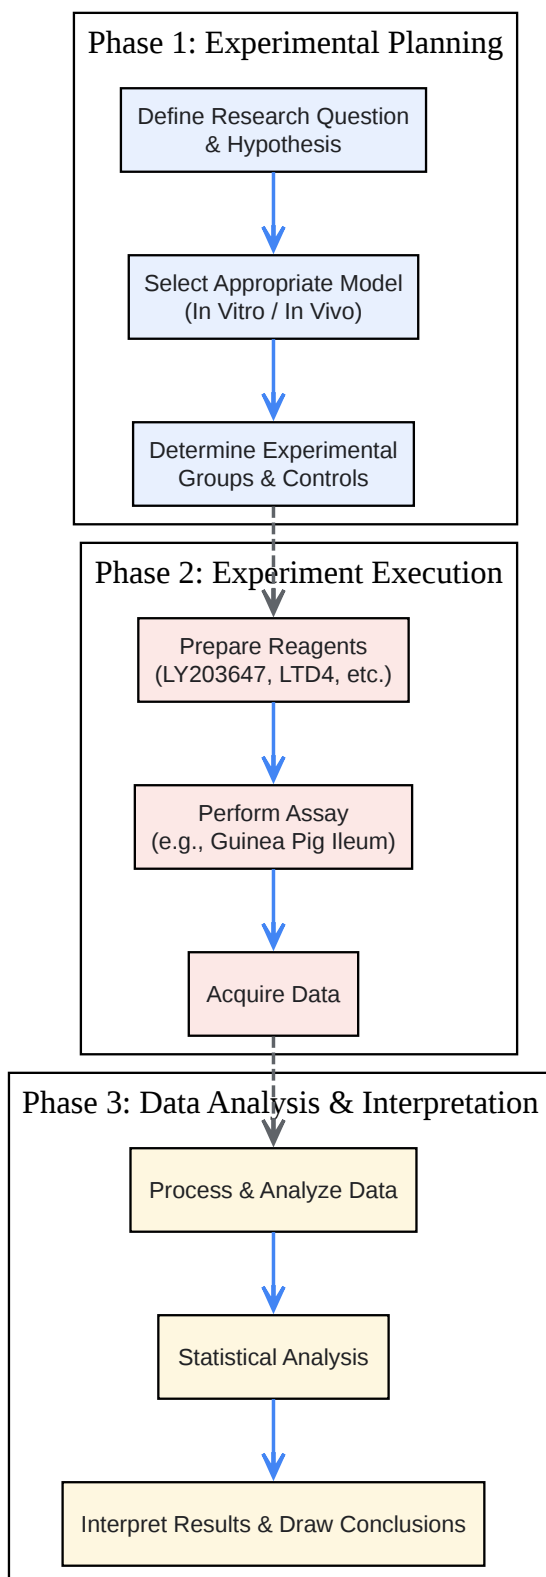 Phase 1: Experimental Planning
Define Research Question
& Hypothesis
Select Appropriate Model
(In Vitro / In Vivo)
Determine Experimental
Groups & Controls
Phase 2: Experiment Execution
Prepare Reagents
(LY203647, LTD4, etc.)
Perform Assay
(e.g., Guinea Pig Ileum)
Acquire Data
Phase 3: Data Analysis & Interpretation
Process & Analyze Data
Statistical Analysis
Interpret Results & Draw Conclusions